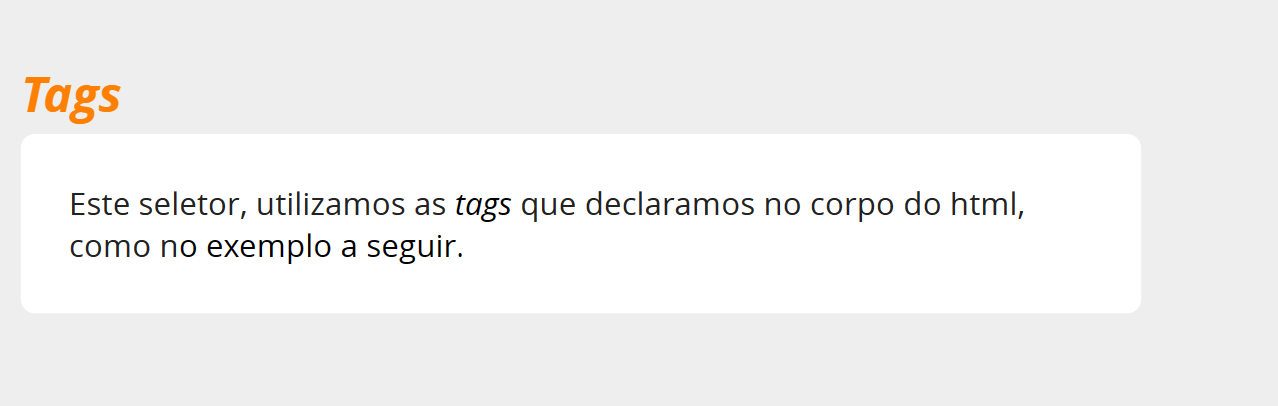 Tags
Este seletor, utilizamos as tags que declaramos no corpo do html,
como no exemplo a seguir.